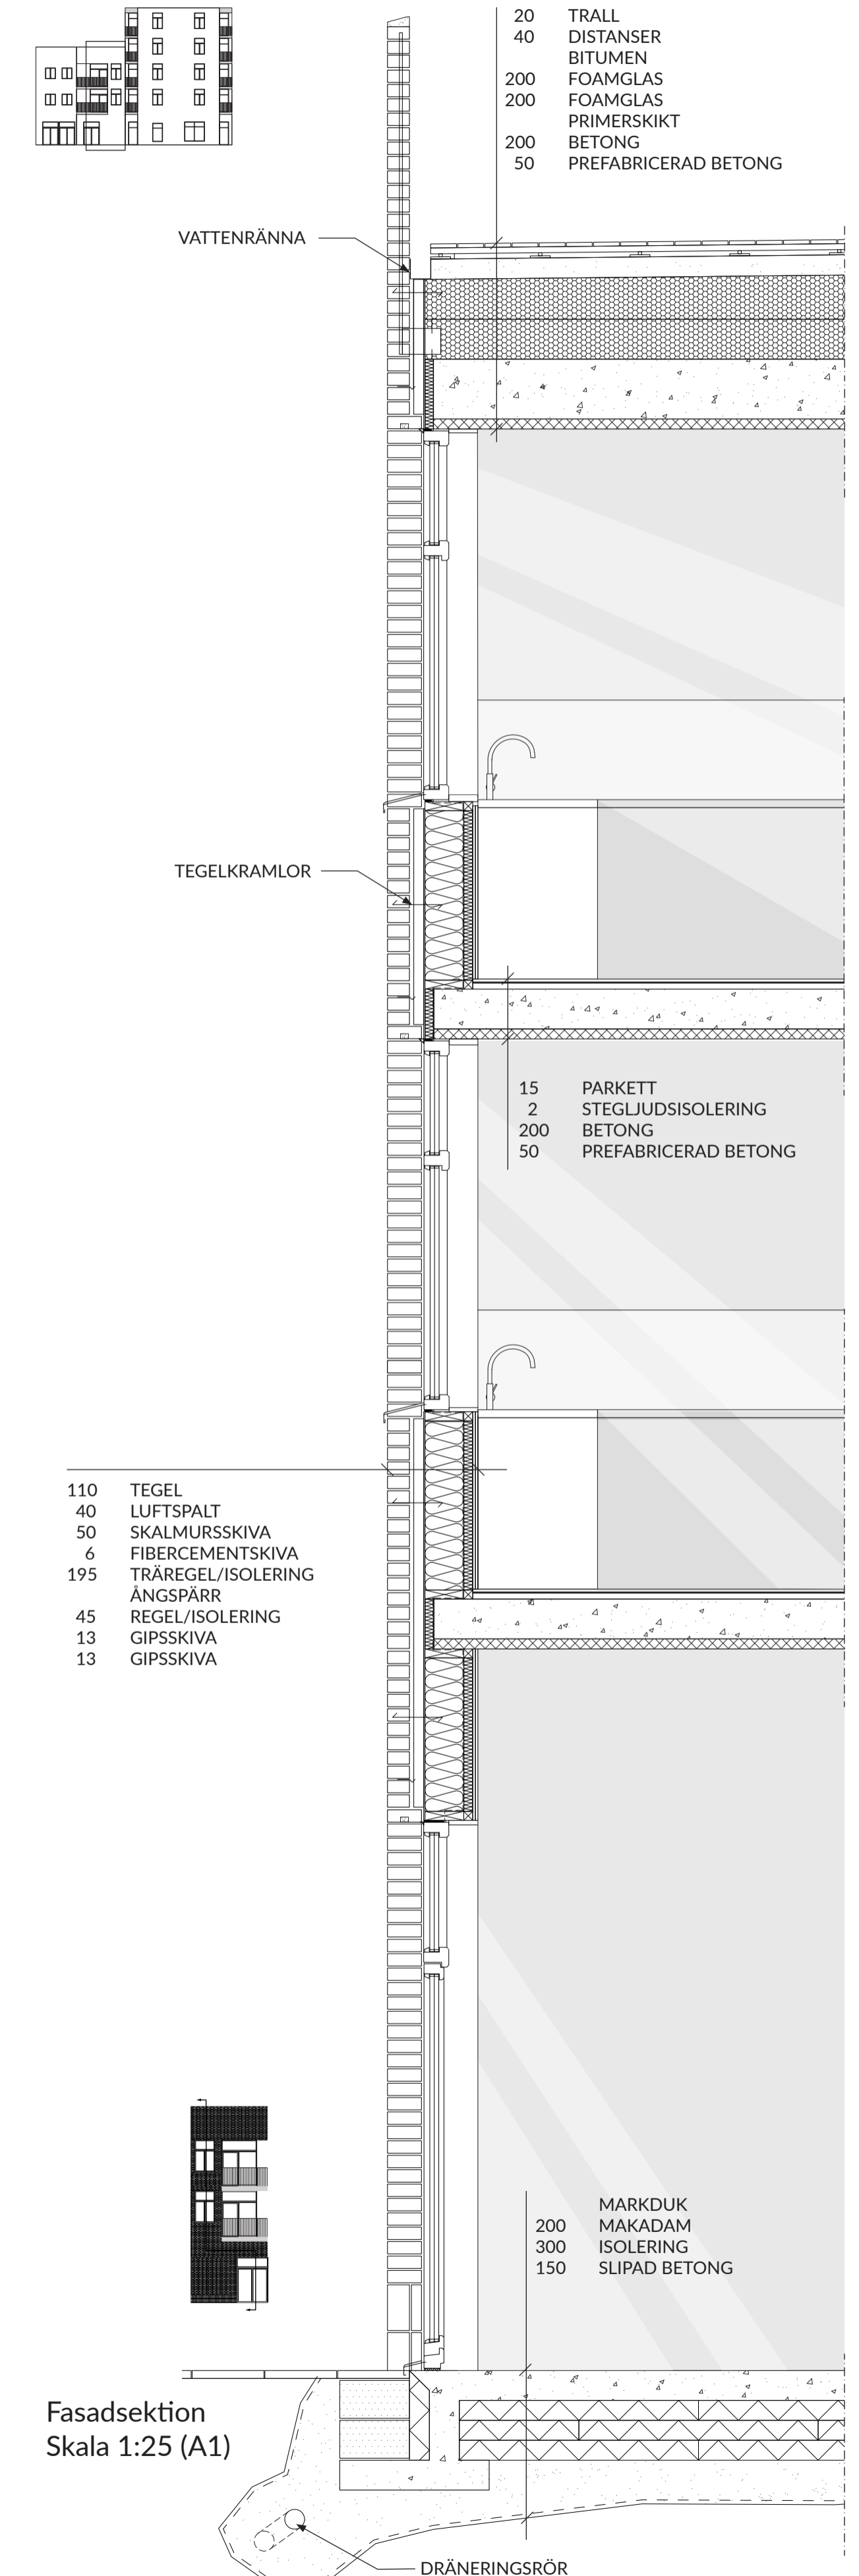 20 TRALL
40 DISTANSER
BITUMEN
200 FOAMGLAS
200 FOAMGLAS
PRIMERSKIKT
200 BETONG
50 PREFABRICERAD BETONG
VATTENRÄNNA
TEGELKRAMLOR
15 PARKETT
2 STEGLJUDSISOLERING
200 BETONG
50 PREFABRICERAD BETONG
110 TEGEL
40 LUFTSPALT
50 SKALMURSSKIVA
6 FIBERCEMENTSKIVA
195 TRÄREGEL/ISOLERING
ÅNGSPÄRR
45 REGEL/ISOLERING
13 GIPSSKIVA
13 GIPSSKIVA
MARKDUK
200 MAKADAM
300 ISOLERING
150 SLIPAD BETONG
Fasadsektion
Skala 1:25 (A1)
DRÄNERINGSRÖR